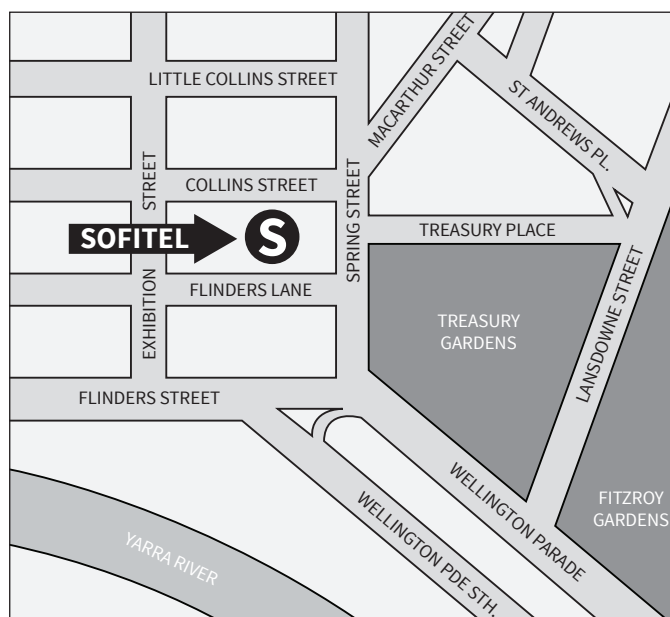 MACARTHUR STREET
LITTLE COLLINS STREET
ST ANDREWS PL.
COLLINS STREET
EXHIBITION STREET
SPRING STREET
SOFITEL
S
TREASURY PLACE
FLINDERS LANE
TREASURY
GARDENS
LANSDOWNE STREET
FLINDERS STREET
WELLINGTON PARADE
WELLINGTON PDE STH.
FITZROY
GARDENS
YARRA RIVER